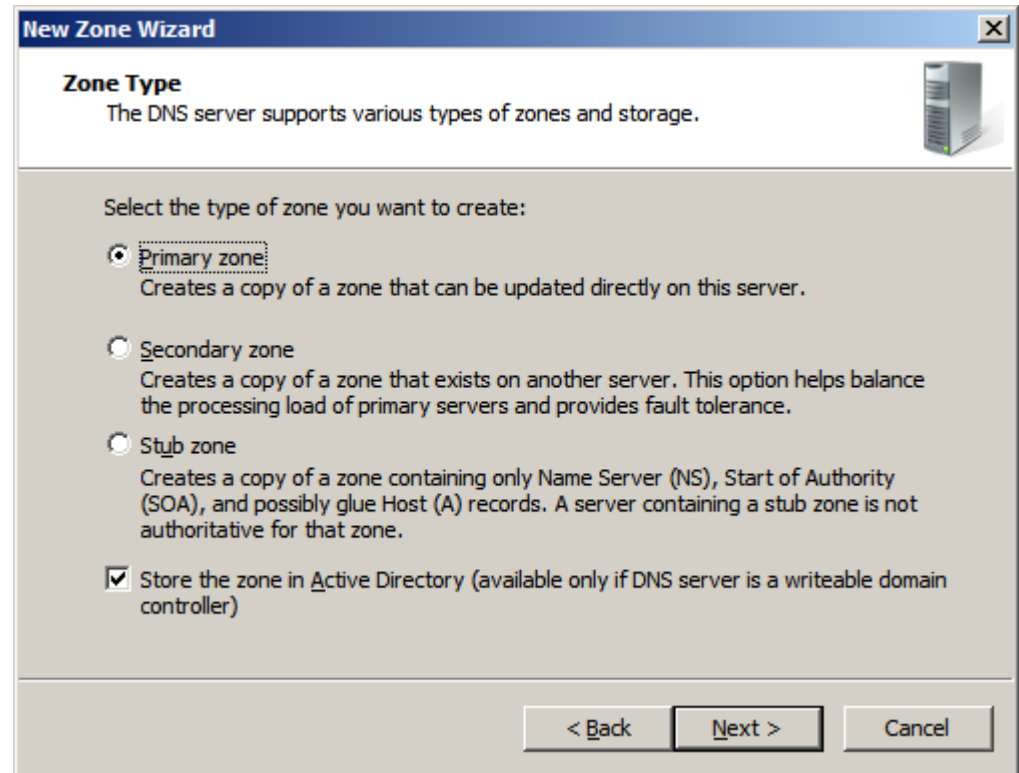 New Zone Wizard
Zone Type
The DNS server supports various types of zones and storage.
Select the type of zone you want to create:
Primary zone
Creates a copy of a zone that can be updated directly on this server.
Secondary zone
Creates a copy of a zone that exists on another server. This option helps balance
the processing load of primary servers and provides fault tolerance.
Stub zone
Creates a copy of a zone containing only Name Server (NS), Start of Authority
(SOA), and possibly glue Host (A) records. A server containing a stub zone is not
authoritative for that zone.
Store the zone in Active Directory (available only if DNS server is a writeable domain
controller)
< Back Next > Cancel